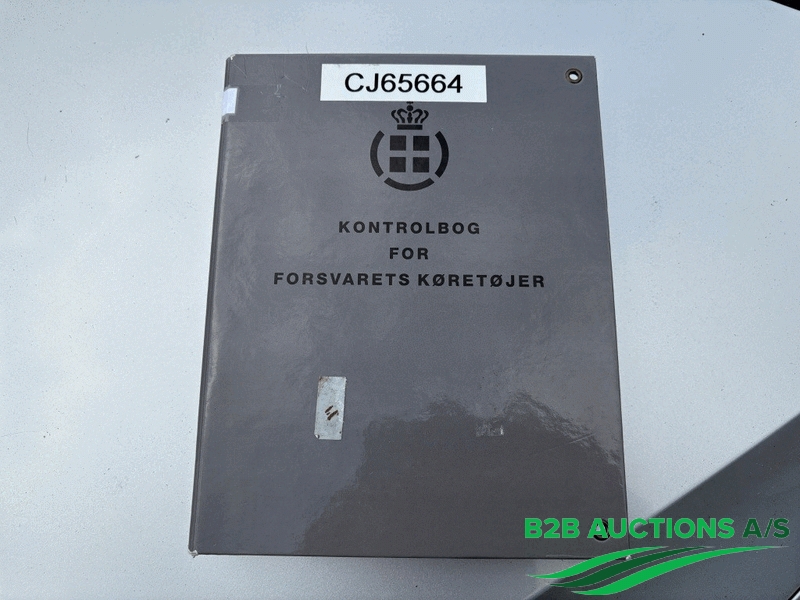 CJ65664
KONTROLBOG
FOR
FORSVARETS KØRETØJER
B2B AUCTIONS A/S